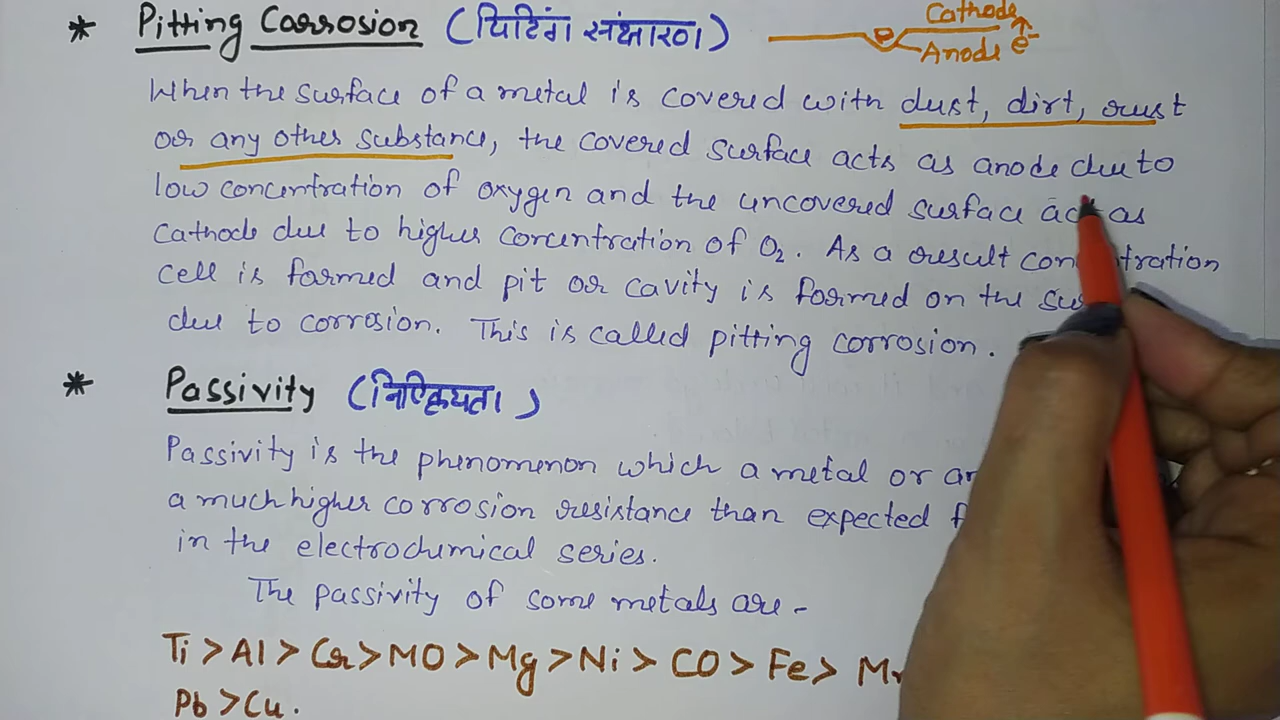 * Pitting Corrosion (पिटिंग संक्षारण)
Cathode
Anode e-
When the surface of a metal is covered with dust, dirt, rust
or any other substance, the covered surface acts as anode due to
low concentration of oxygen and the uncovered surface act as
cathode due to higher concentration of O₂. As a result con tration
cell is formed and pit or cavity is formed on the su
due to corrosion. This is called pitting corrosion.
* Passivity (निष्क्रियता)
Passivity is the phenomenon which a metal or
a much higher corrosion resistance than expected
in the electrochemical series.
The passivity of some metals are -
Ti > Al > Cr > MO > Mg > Ni > CO > Fe >
Pb > Cu.